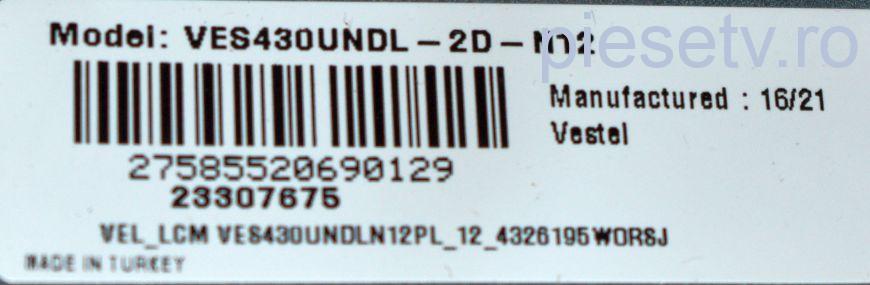 Model: VES430UNDL-2D-N12
piesetv.ro
Manufactured : 16/21
Vestel
27585520690129
23307675
VEL_LCM VES430UNDLN12PL_12_4326195WORSJ
MADE IN TURKEY